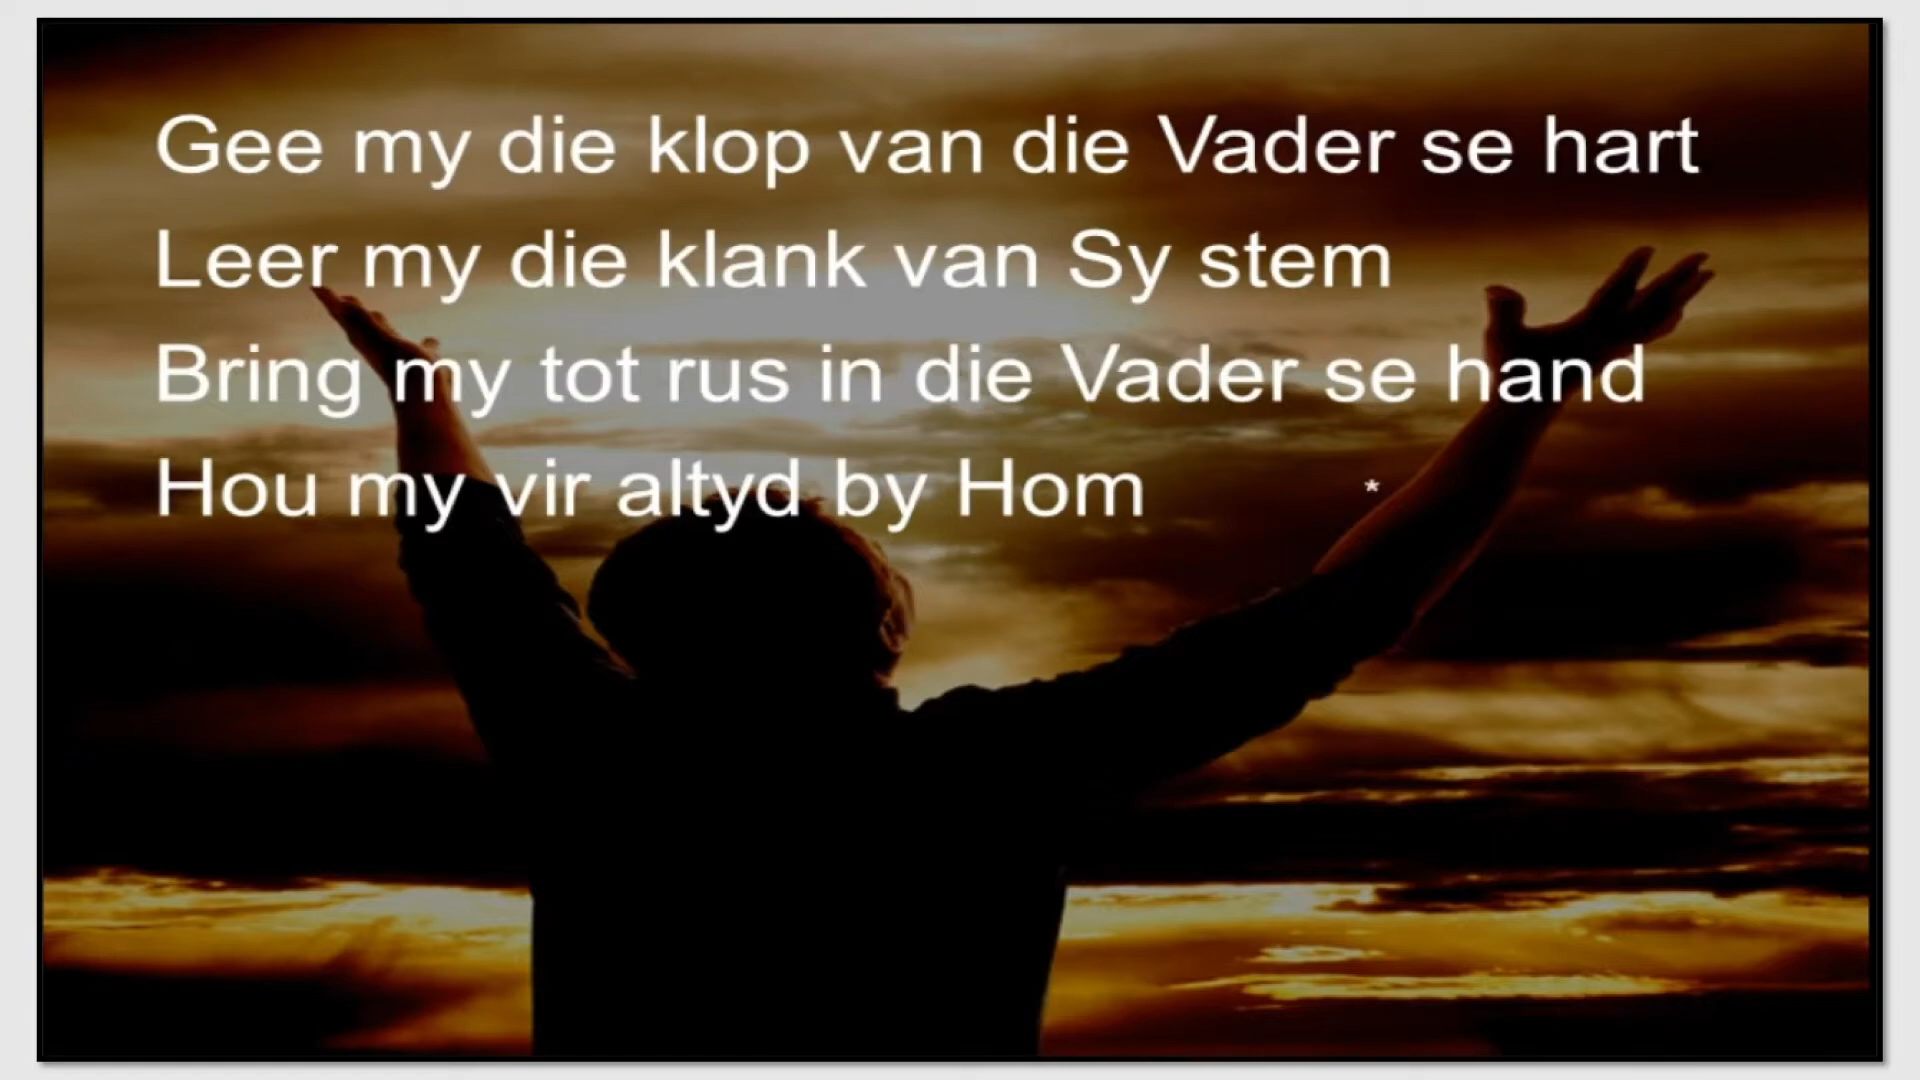 Gee my die klop van die Vader se hart
Leer my die klank van Sy stem
Bring my tot rus in die Vader se hand
Hou my vir altyd by Hom *